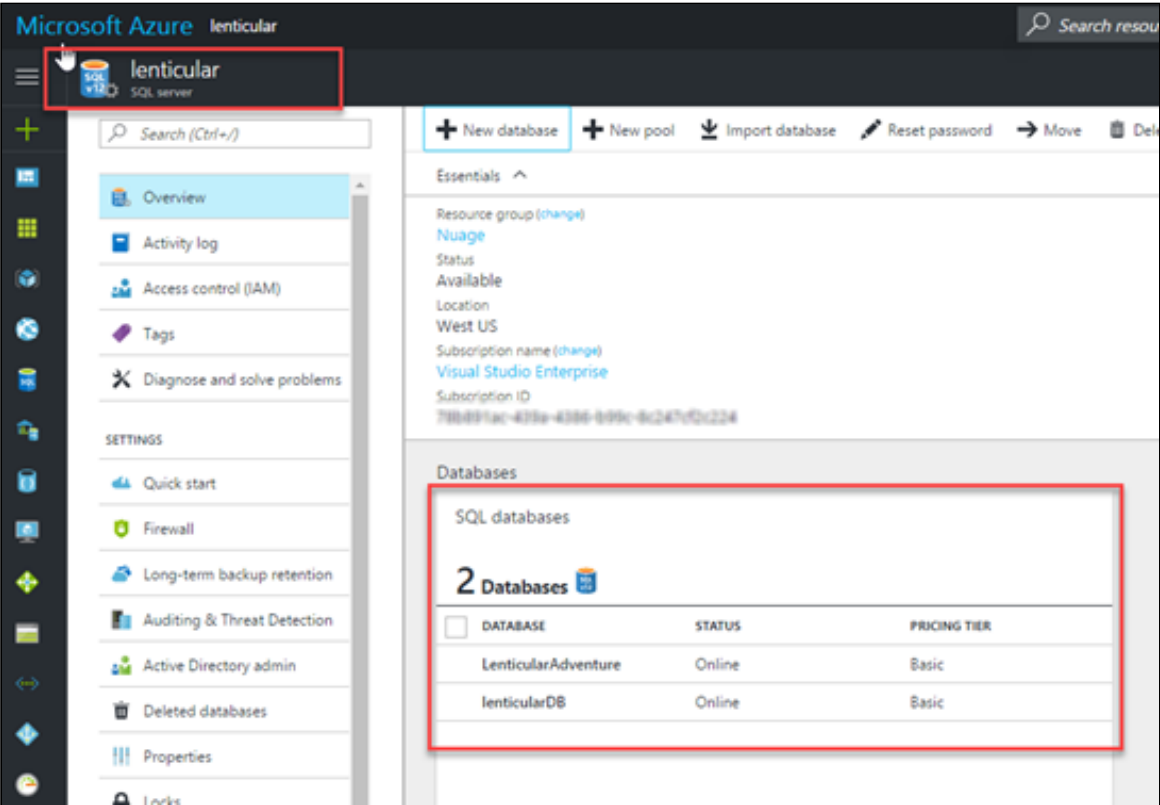 Microsoft Azure lenticular
Search resou
lenticular
SQL v12
SQL server
Search (Ctrl+/)
New database New pool Import database Reset password Move Dele
Essentials
Overview
Activity log
Access control (IAM)
Tags
Diagnose and solve problems
SETTINGS
Quick start
Firewall
Long-term backup retention
Auditing & Threat Detection
Active Directory admin
Deleted databases
Properties
Locks
Resource group (change)
Nuage
Status
Available
Location
West US
Subscription name (change)
Visual Studio Enterprise
Subscription ID
Databases
SQL databases
2 Databases
DATABASE STATUS PRICING TIER
LenticularAdventure Online Basic
lenticularDB Online Basic